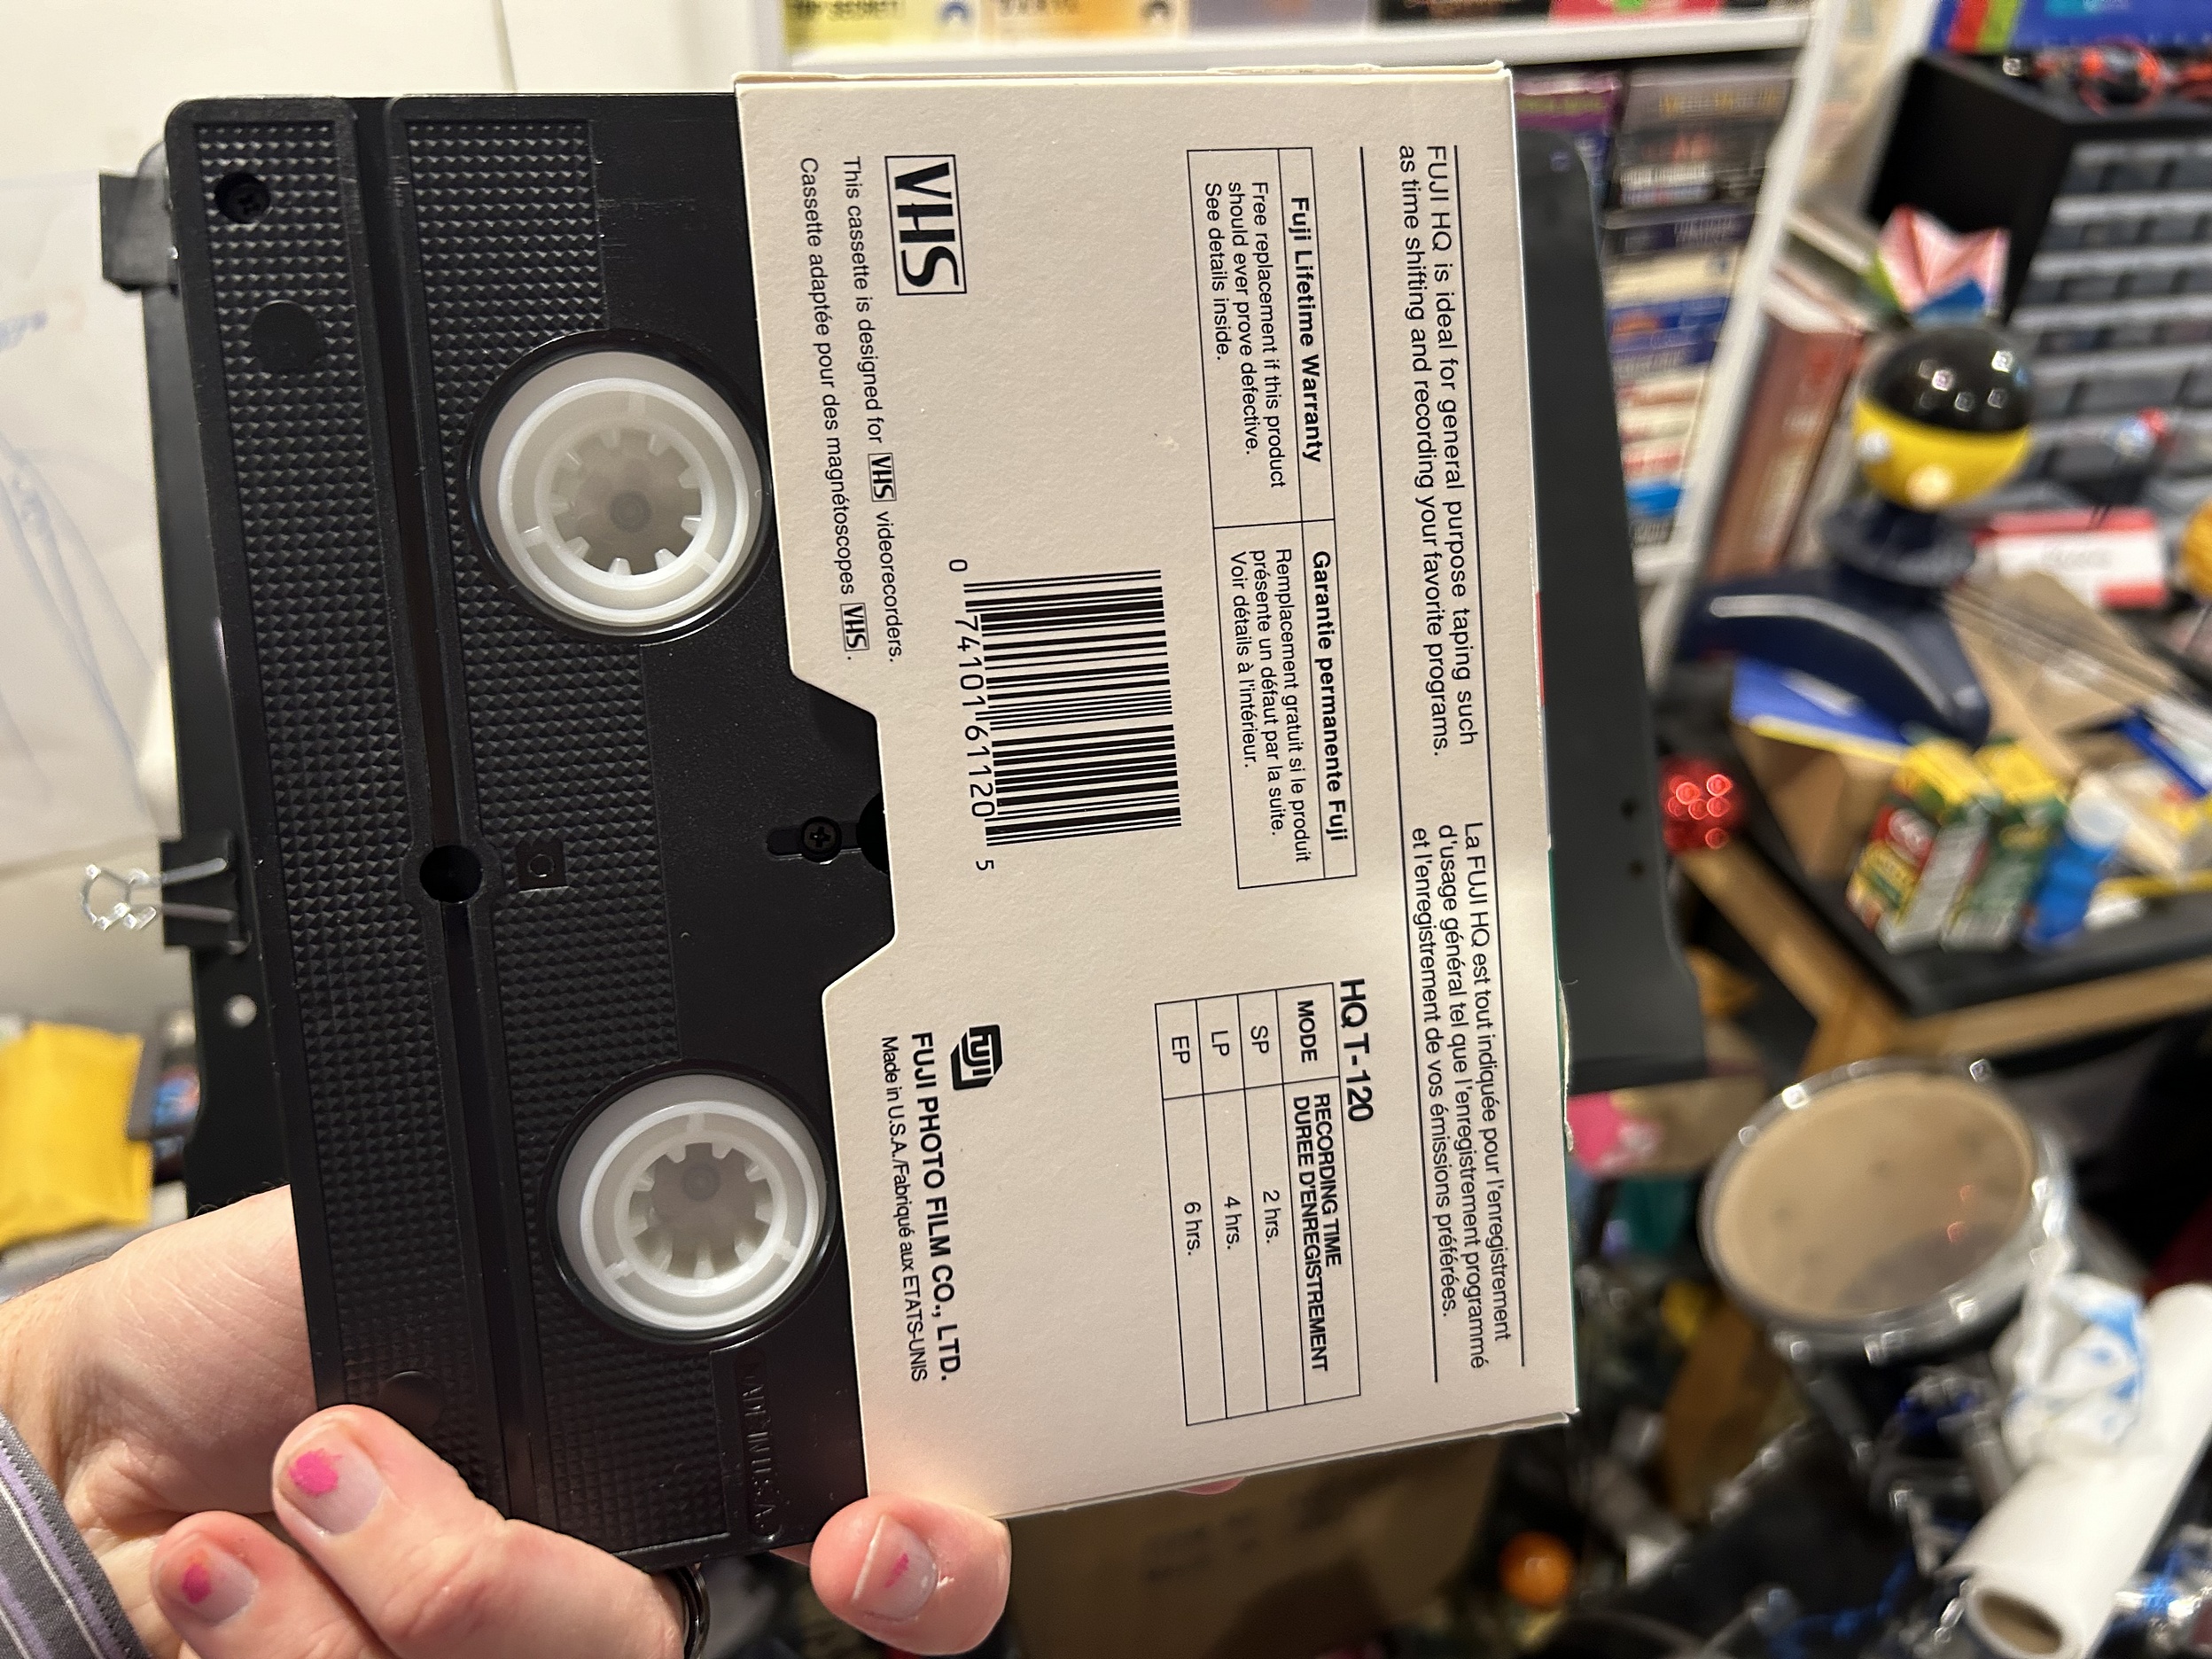 FUJI HQ is ideal for general purpose taping such
as time shifting and recording your favorite programs.
La FUJI HQ est tout indiquée pour l'enregistrement
d'usage général tel que l'enregistrement programmé
et l'enregistrement de vos émissions préférées.
Fuji Lifetime Warranty
Free replacement if this product
should ever prove defective.
See details inside.
Garantie permanente Fuji
Remplacement gratuit si le produit
présente un défaut par la suite.
Voir détails à l'intérieur.
HQ T-120
MODE
RECORDING TIME
DUREE D'ENREGISTREMENT
SP 2 hrs.
LP 4 hrs.
EP 6 hrs.
0 74101 61120 5
VHS
This cassette is designed for VHS videorecorders.
Cassette adaptée pour des magnétoscopes VHS.
FUJI
FUJI PHOTO FILM CO., LTD.
Made in U.S.A./Fabriqué aux ETATS-UNIS
MADE IN U.S.A.